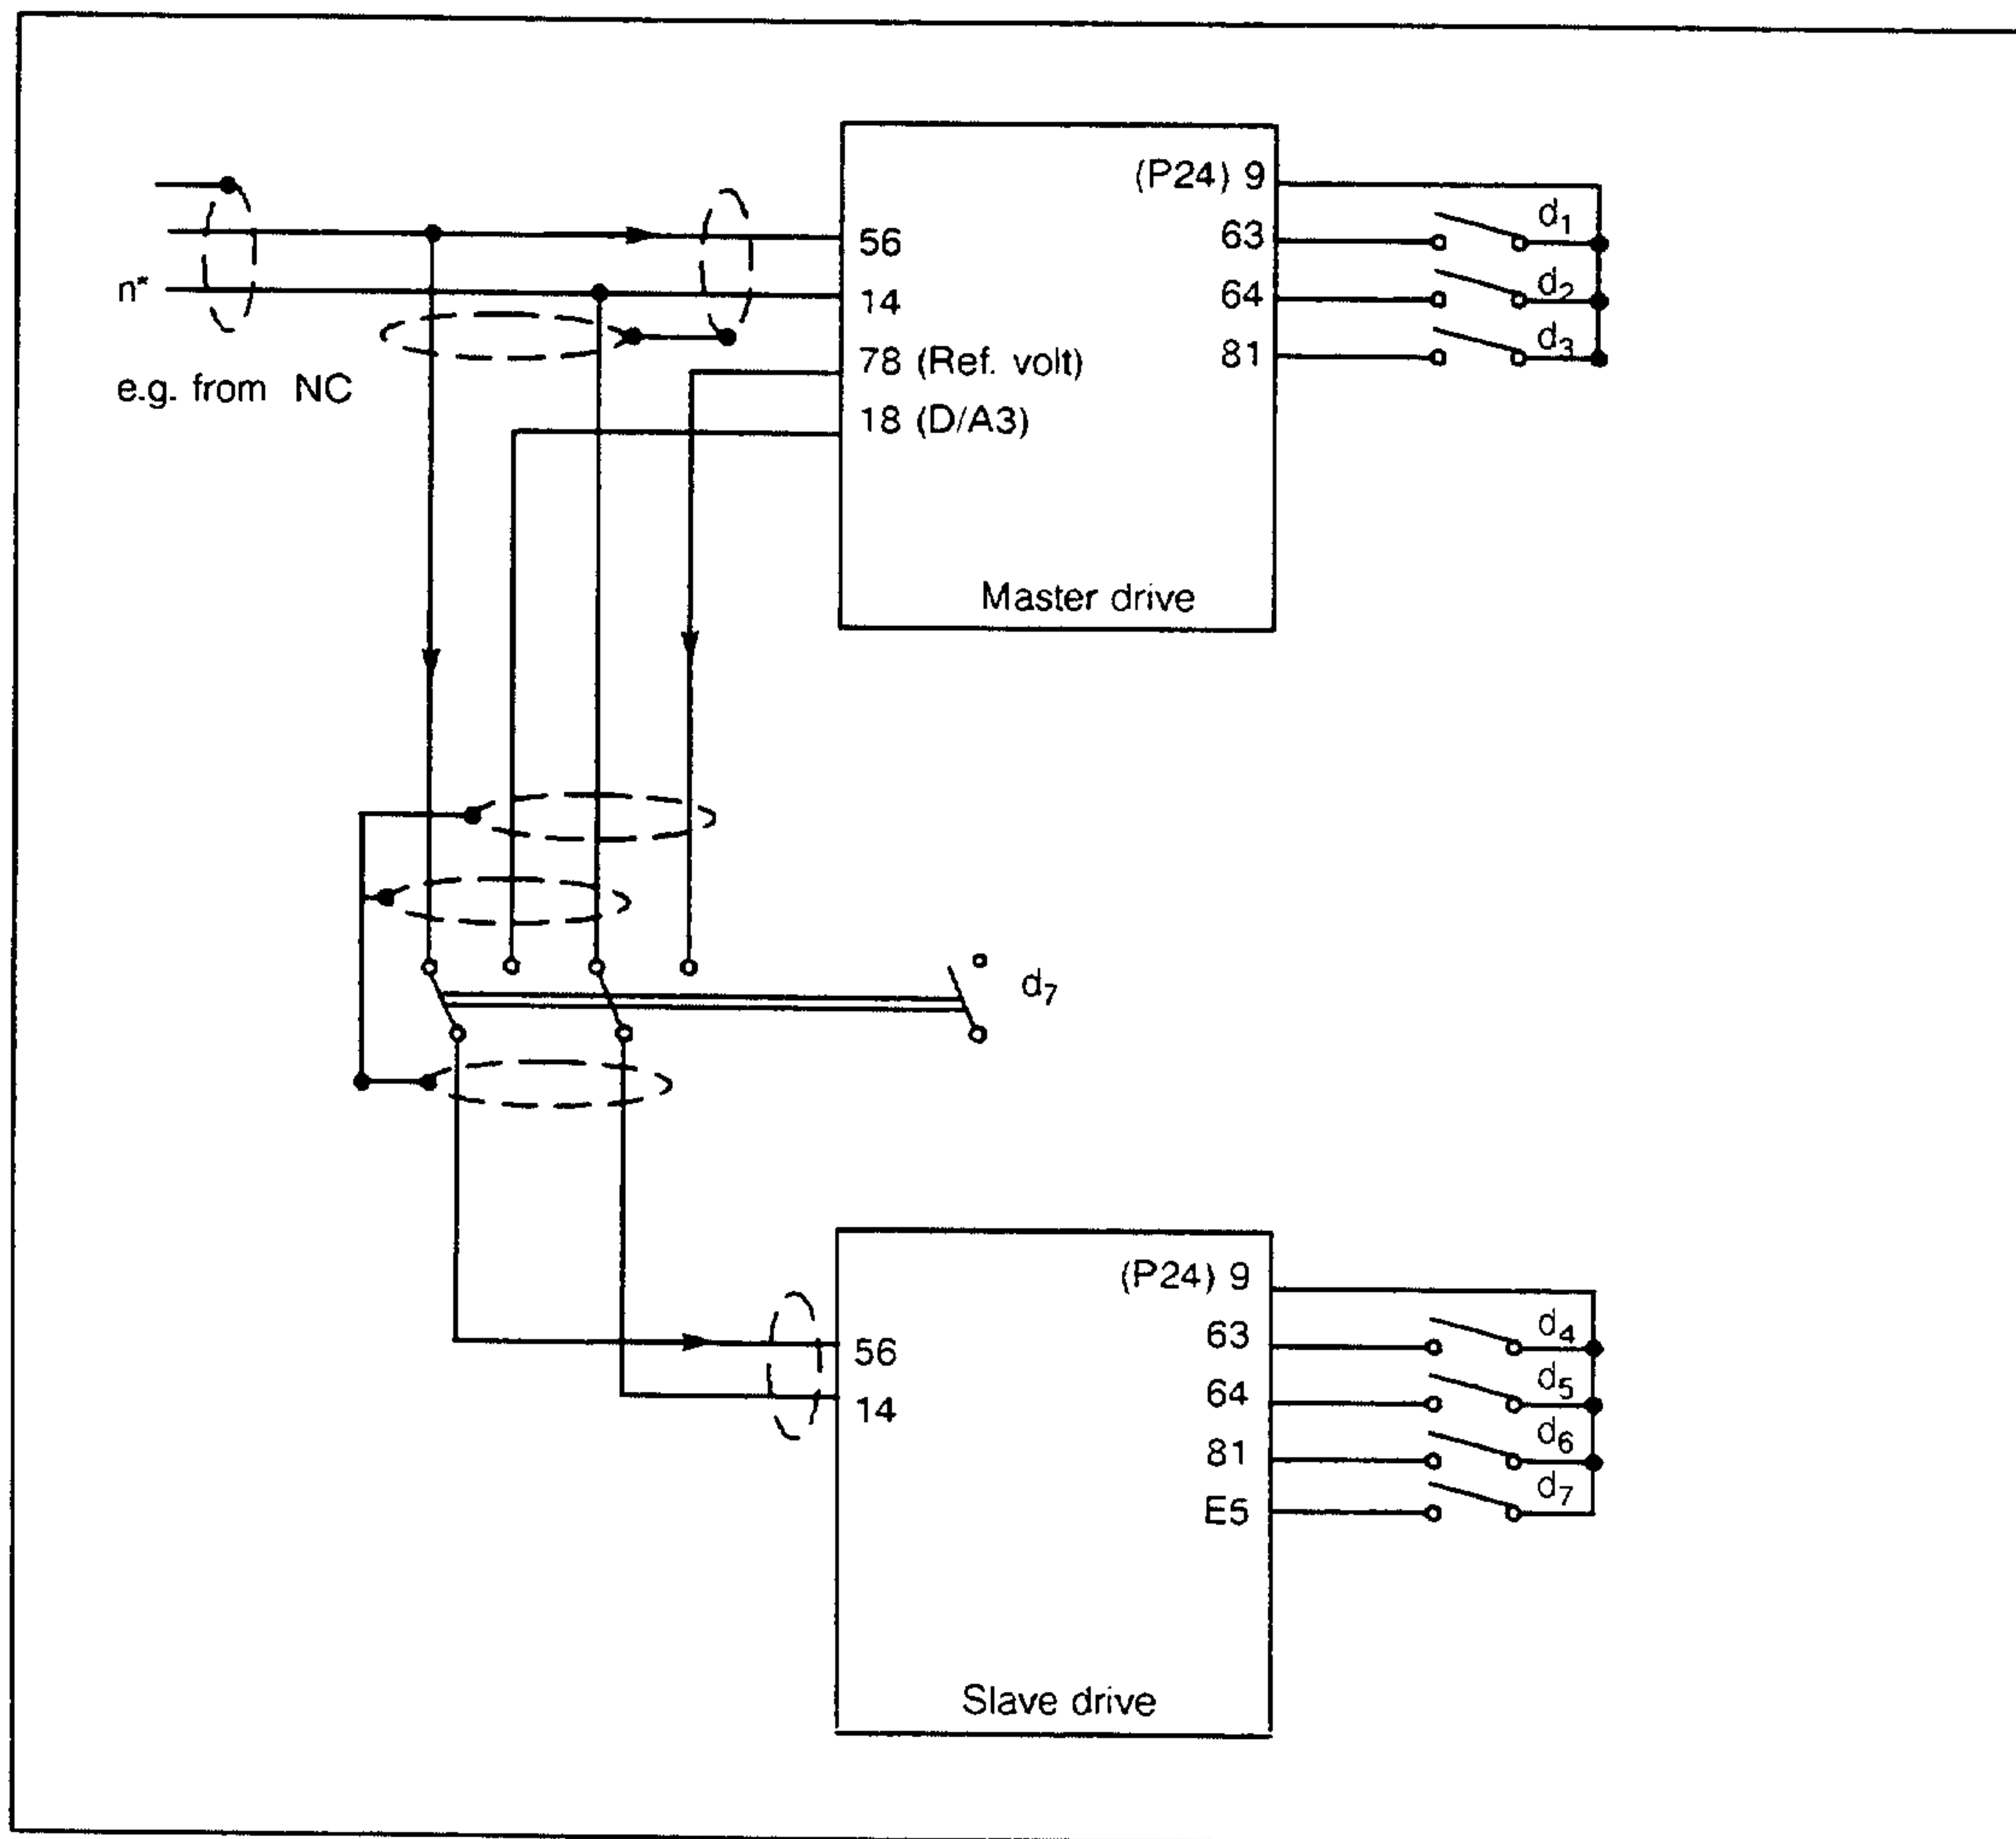 (P24) 9
d₁
56
63
n*
14
64
d₂
78 (Ref. volt)
81
d₃
e.g. from NC
18 (D/A3)
Master drive
d₇
(P24) 9
56
63
d₄
14
64
d₅
81
d₆
E5
d₇
Slave drive